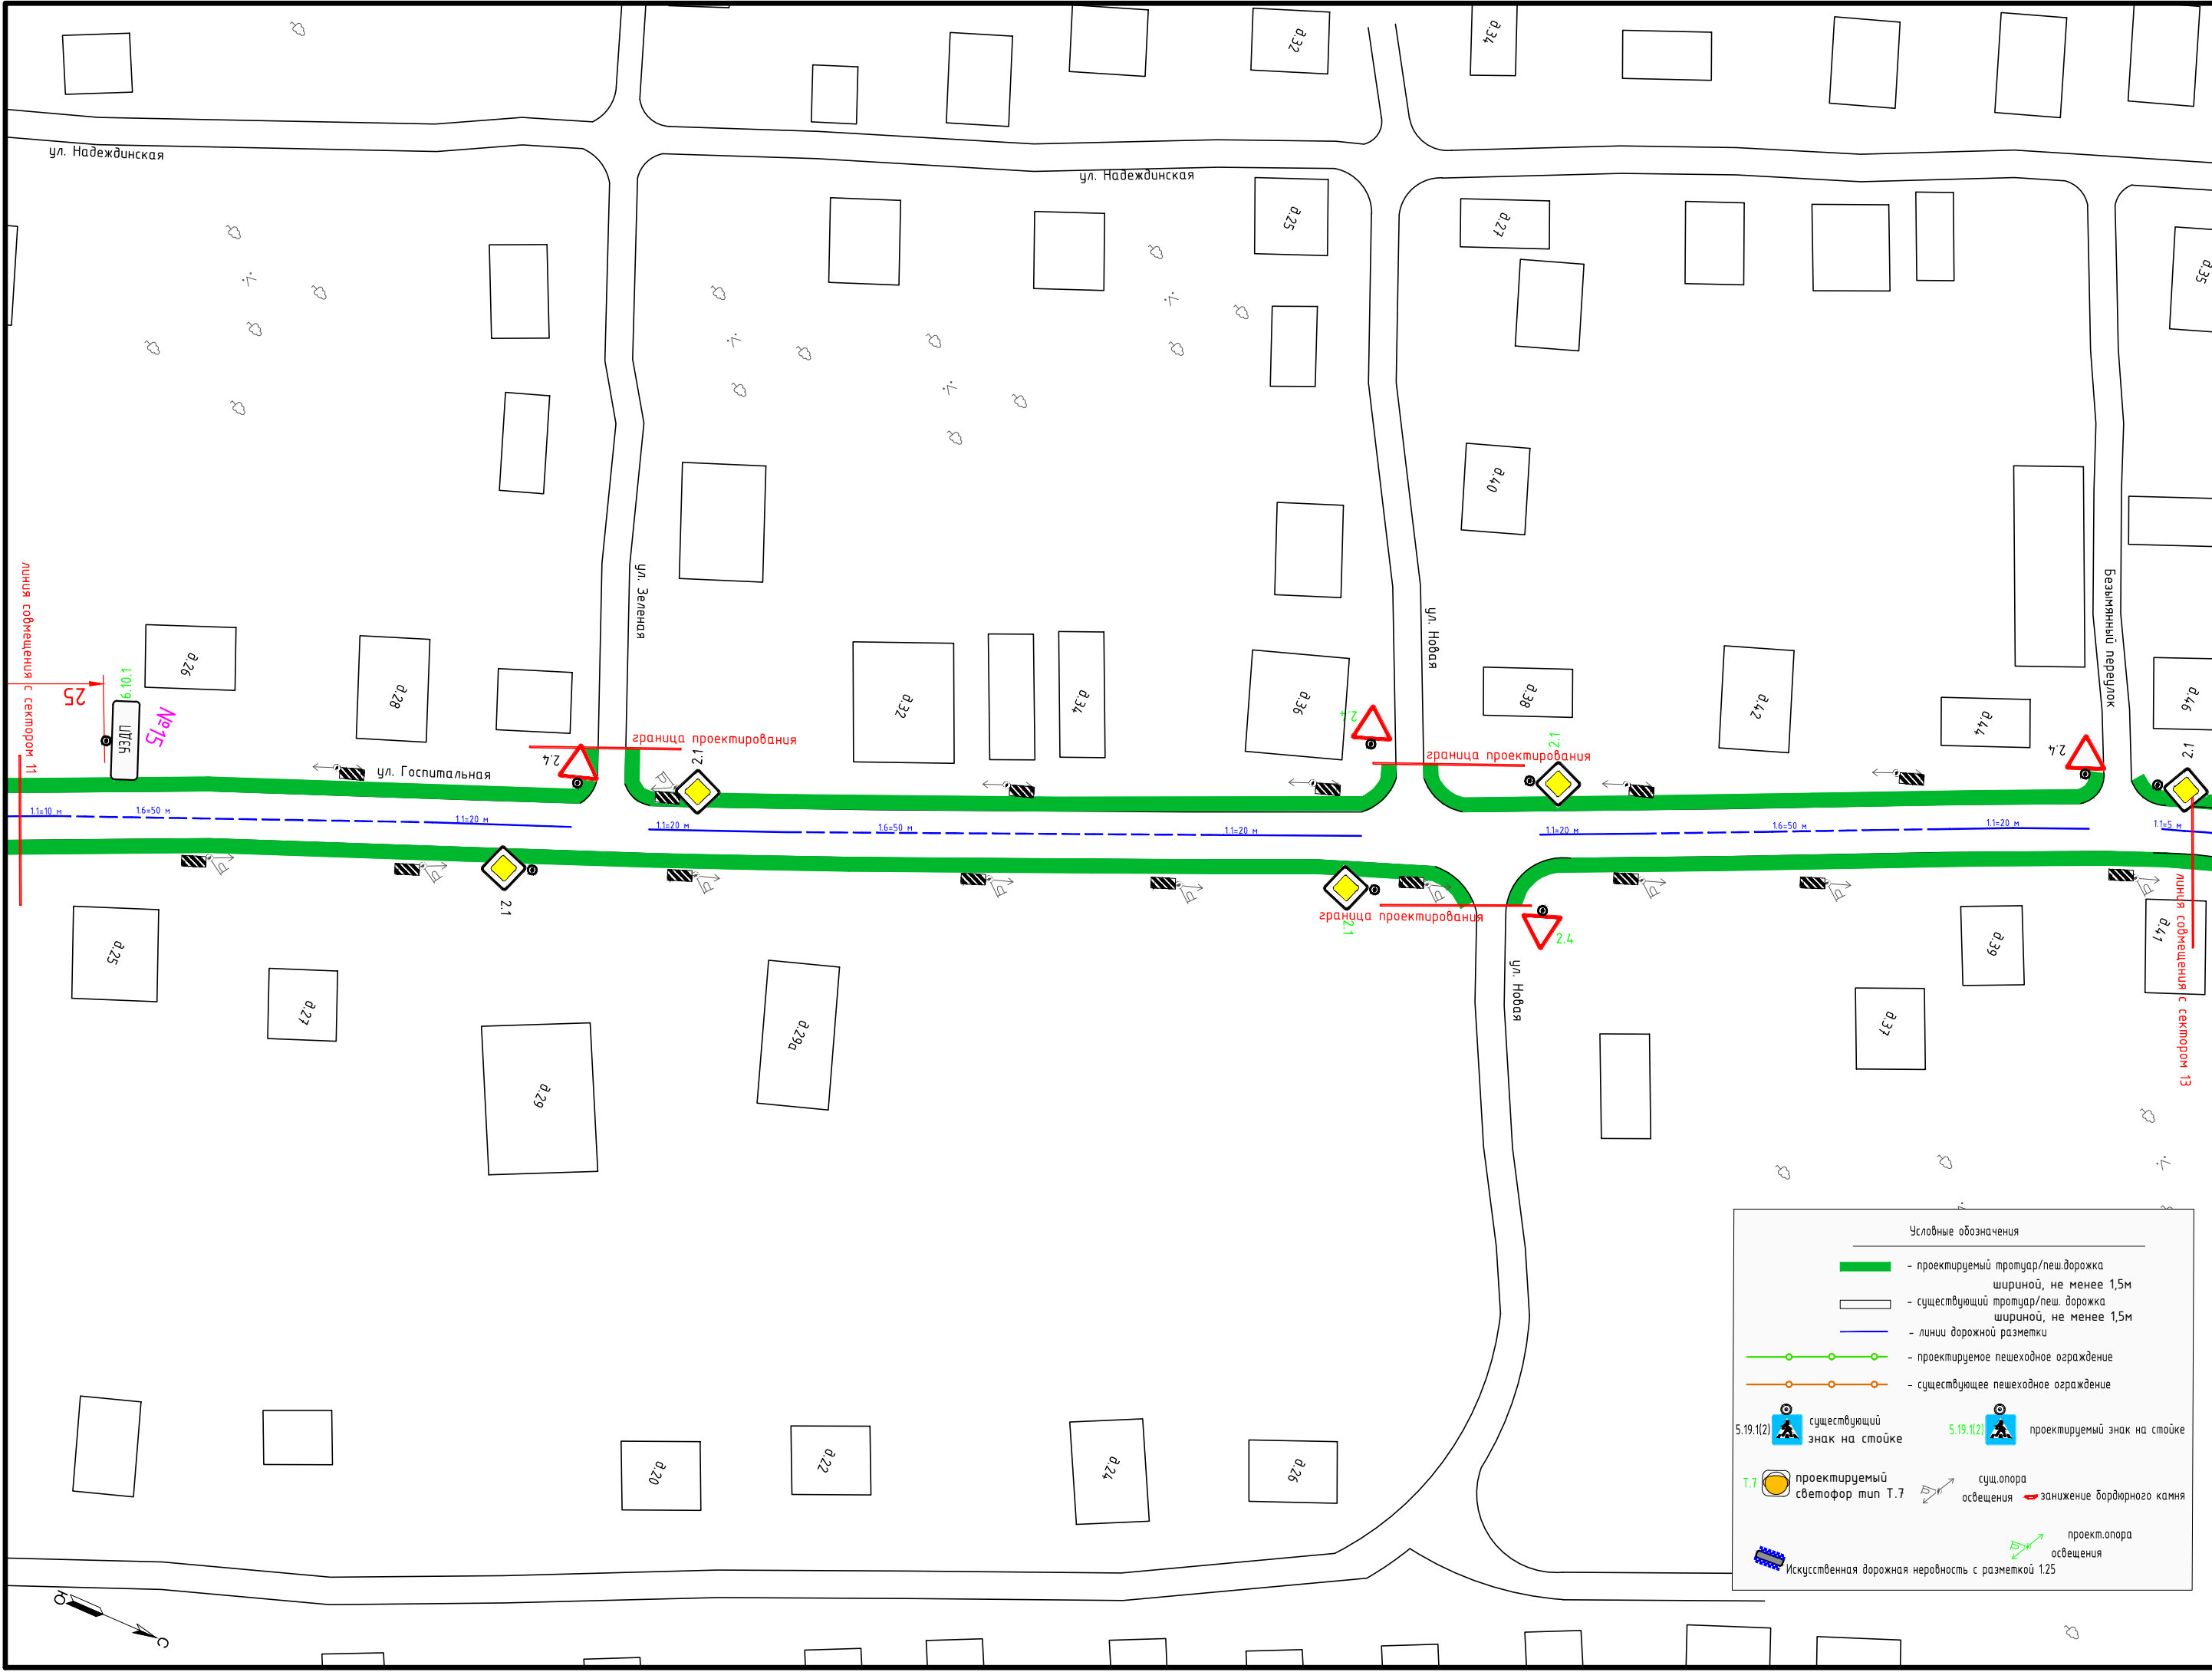 д.32
д.34
ул. Надеждинская
ул. Надеждинская
д.25
д.27
д.35
д.40
линия совмещения с сектором 11
25
6.10.1
ЩДЗЕЦ
№15
д.26
д.28
ул. Зеленая
д.32
д.34
д.36
ул. Новая
д.38
д.42
д.44
Безымянный переулок
д.46
2.4
граница проектирования
2.1
2.4
граница проектирования
2.1
2.4
2.1
ул. Госпитальная
1.1=10 м
1.6=50 м
1.1=20 м
1.1=20 м
1.6=50 м
1.1=20 м
1.1=20 м
1.6=50 м
1.1=20 м
1.1=5 м
2.1
граница проектирования
2.1
2.4
линия совмещения с сектором 13
д.25
д.27
д.29
д.29а
ул. Новая
д.37
д.39
д.41
д.20
д.22
д.24
д.26
Ю
С
Условные обозначения
- проектируемый тротуар/пеш.дорожка
шириной, не менее 1,5м
- существующий тротуар/пеш. дорожка
шириной, не менее 1,5м
- линии дорожной разметки
- проектируемое пешеходное ограждение
- существующее пешеходное ограждение
5.19.1(2)
существующий
знак на стойке
5.19.1(2)
проектируемый знак на стойке
Т.7
проектируемый
светофор тип Т.7
сущ.опора
освещения
занижение бордюрного камня
проект.опора
освещения
Искусственная дорожная неровность с разметкой 1.25